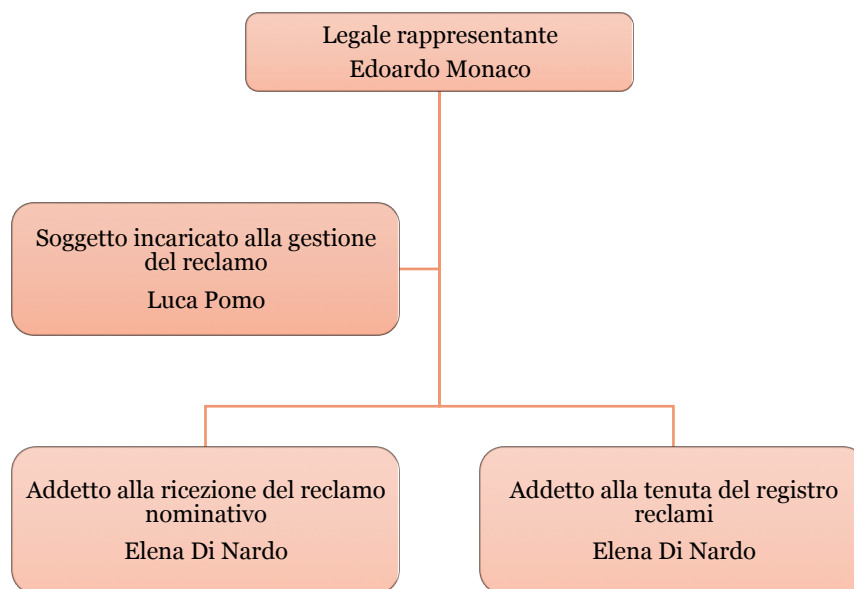 Legale rappresentante
Edoardo Monaco
Soggetto incaricato alla gestione
del reclamo
Luca Pomo
Addetto alla ricezione del reclamo
nominativo
Elena Di Nardo
Addetto alla tenuta del registro
reclami
Elena Di Nardo